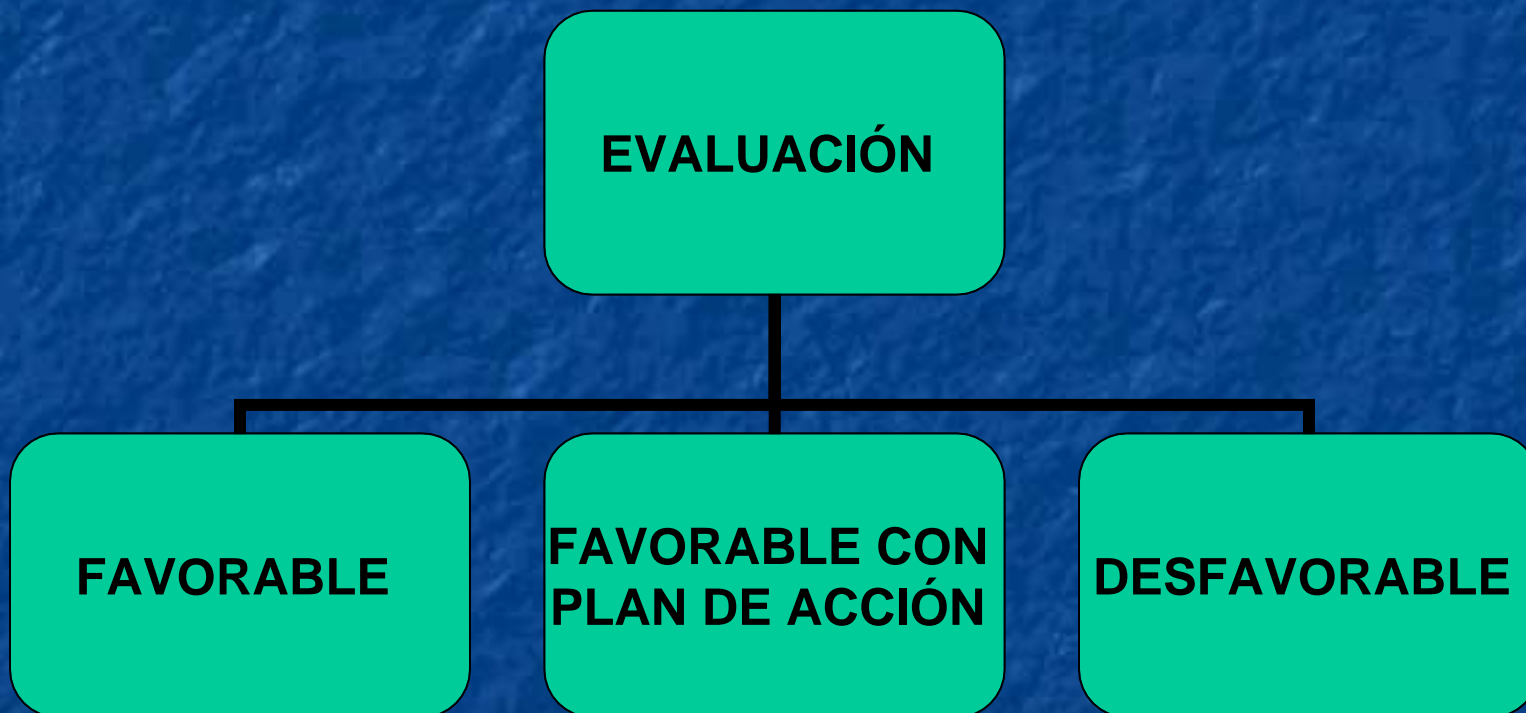 EVALUACIÓN
FAVORABLE
FAVORABLE CON
PLAN DE ACCIÓN
DESFAVORABLE